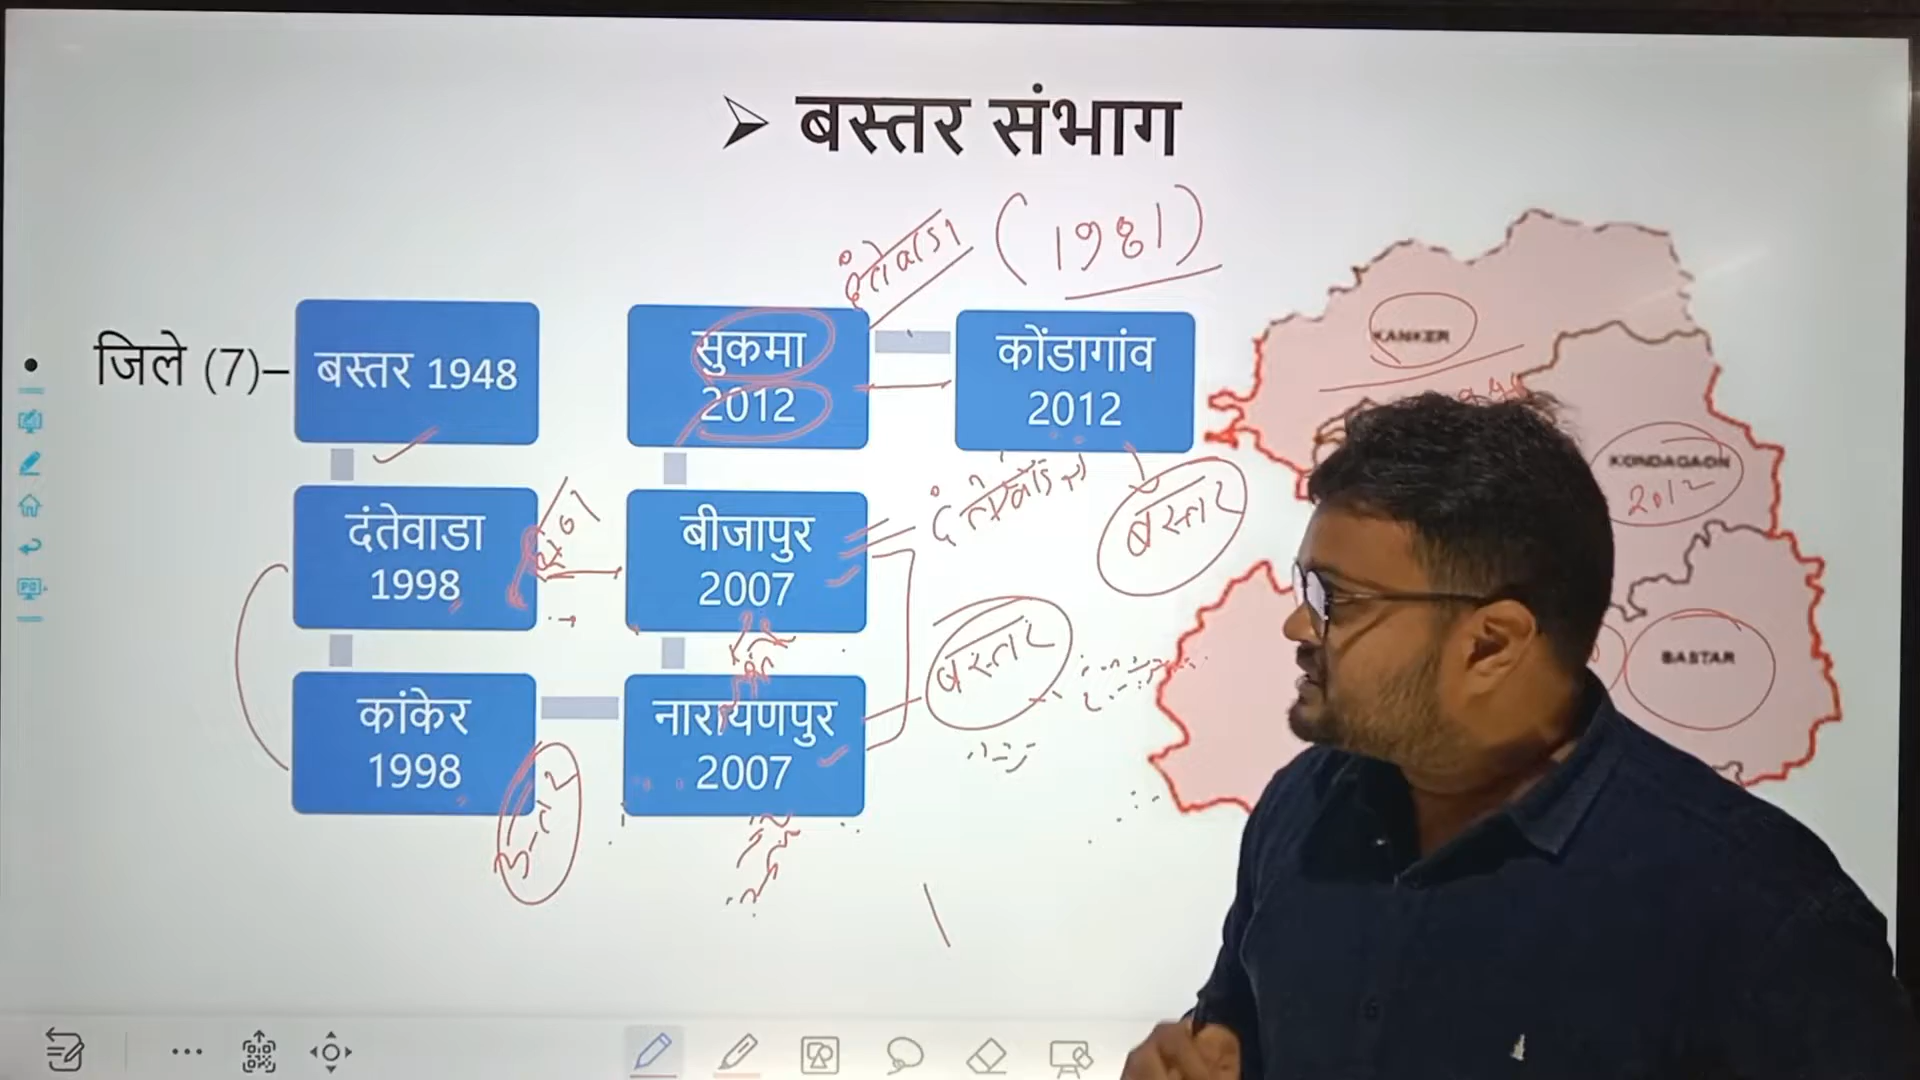 ➢ बस्तर संभाग
(1981)
दंतेवाडा
• जिले (7)–
बस्तर 1948
सुकमा
2012
कोंडागांव
2012
KANKER
KONDAGAON
2012
दंतेवाडा
1998
बीजापुर
2007
बस्तर
बस्तर
BASTAR
कांकेर
1998
नारायणपुर
2007